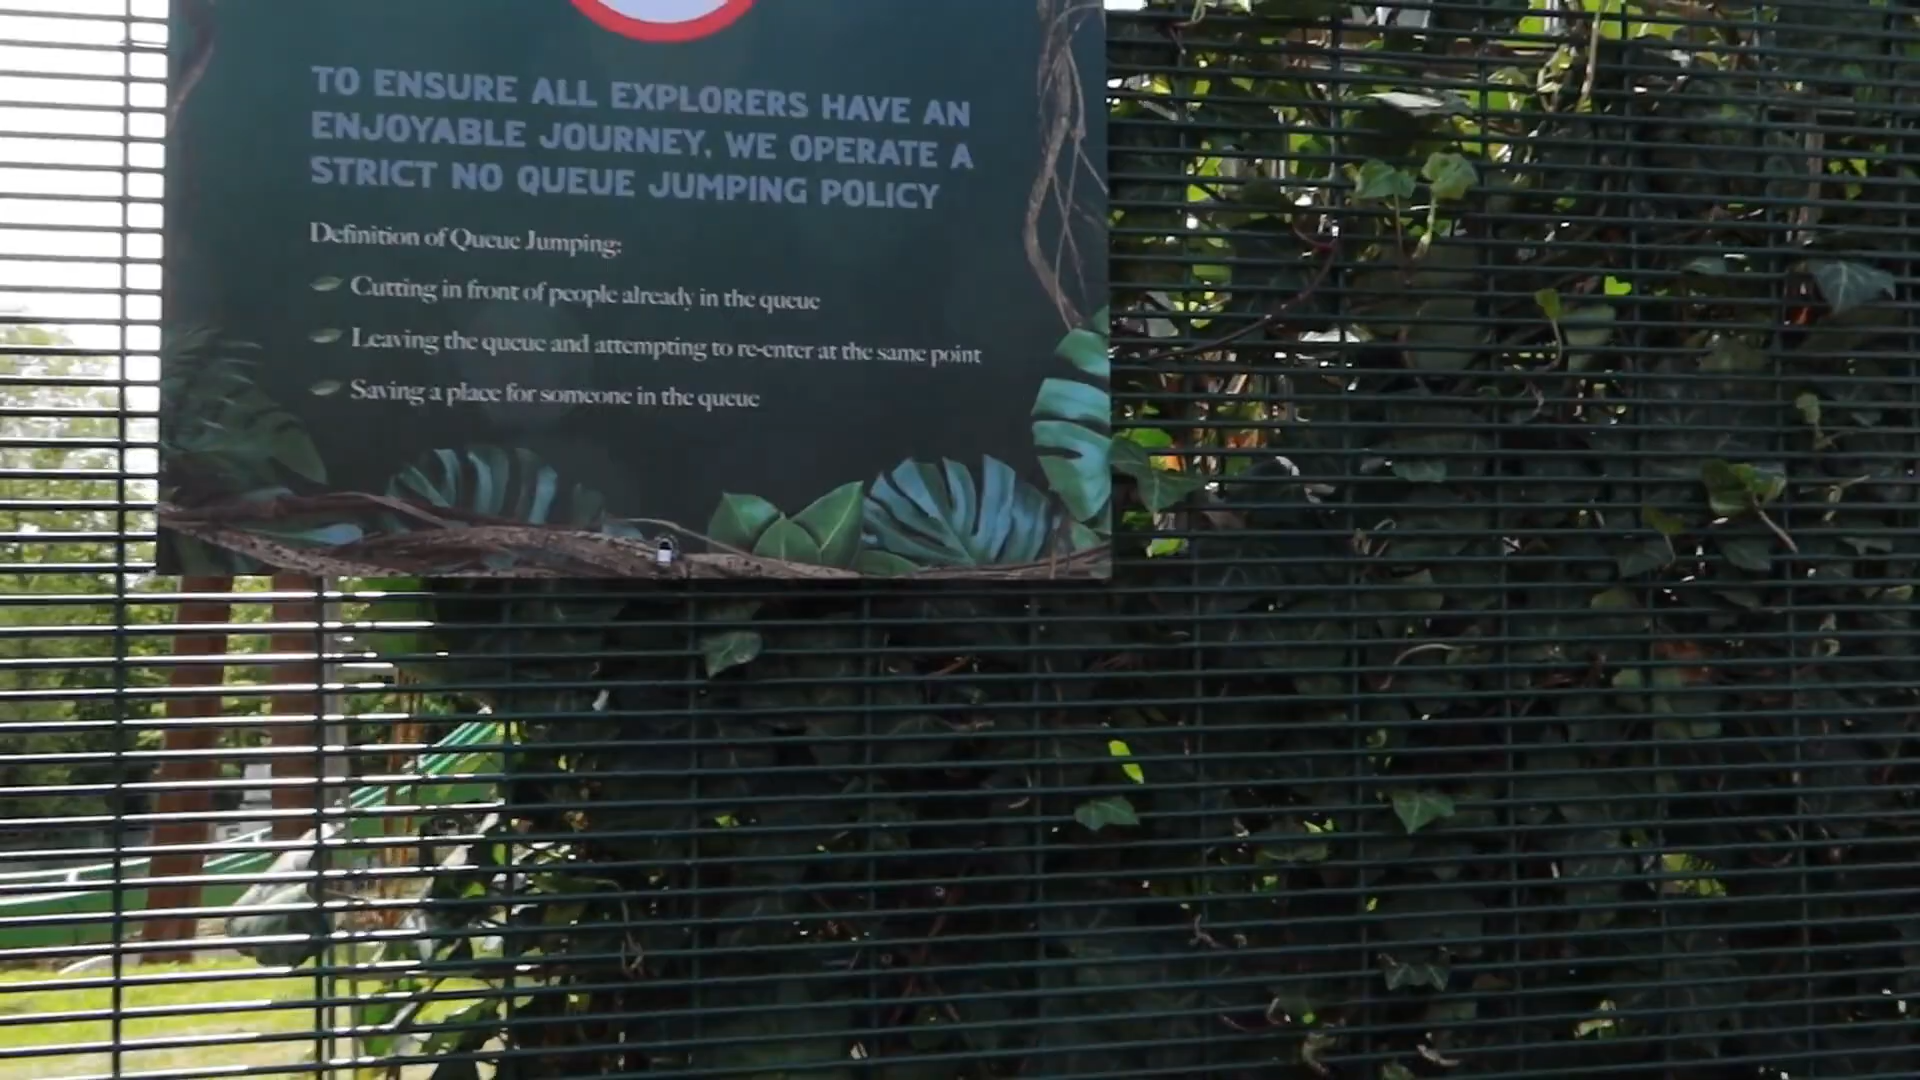 TO ENSURE ALL EXPLORERS HAVE AN
ENJOYABLE JOURNEY, WE OPERATE A
STRICT NO QUEUE JUMPING POLICY
Definition of Queue Jumping:
Cutting in front of people already in the queue
Leaving the queue and attempting to re-enter at the same point
Saving a place for someone in the queue